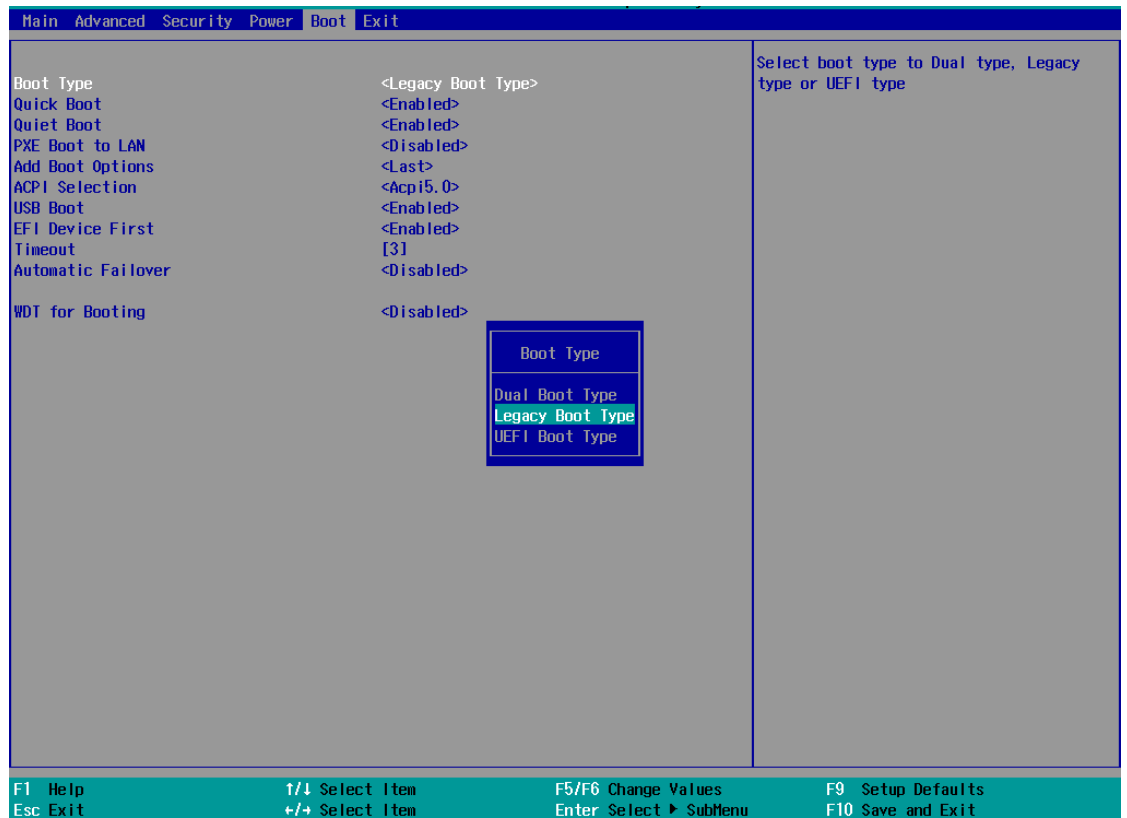 Main Advanced Security Power Boot Exit
Select boot type to Dual type, Legacy
type or UEFI type
Boot Type <Legacy Boot Type>
Quick Boot <Enabled>
Quiet Boot <Enabled>
PXE Boot to LAN <Disabled>
Add Boot Options <Last>
ACPI Selection <Acpi5.0>
USB Boot <Enabled>
EFI Device First <Enabled>
Timeout [3]
Automatic Failover <Disabled>
WDT for Booting <Disabled>
Boot Type
Dual Boot Type
Legacy Boot Type
UEFI Boot Type
F1 Help ↑/↓ Select Item F5/F6 Change Values F9 Setup Defaults
Esc Exit ←/→ Select Item Enter Select ▶ SubMenu F10 Save and Exit